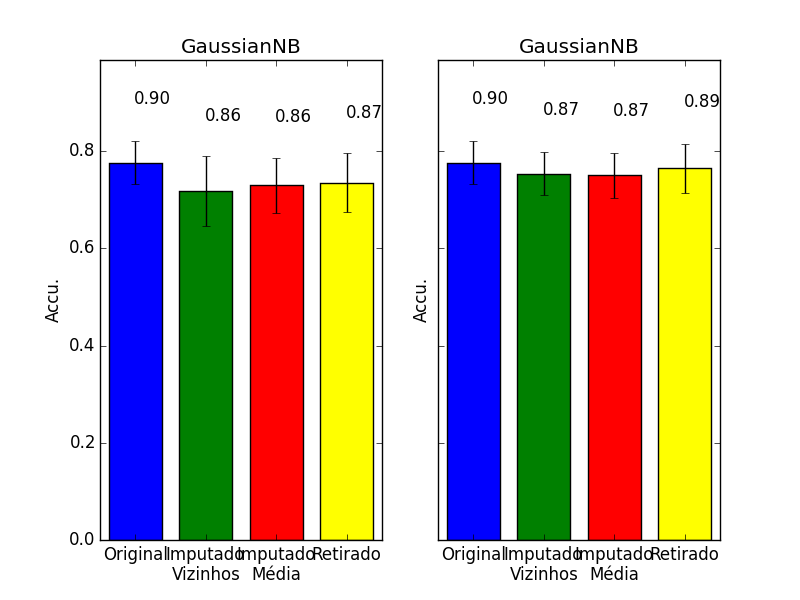 GaussianNB
0.90
0.86
0.86
0.87
0.8
0.6
0.4
0.2
0.0
Accu.
Original
Imputado
Vizinhos
Imputado
Média
Retirado
GaussianNB
0.90
0.87
0.87
0.89
Accu.
Original
Imputado
Vizinhos
Imputado
Média
Retirado